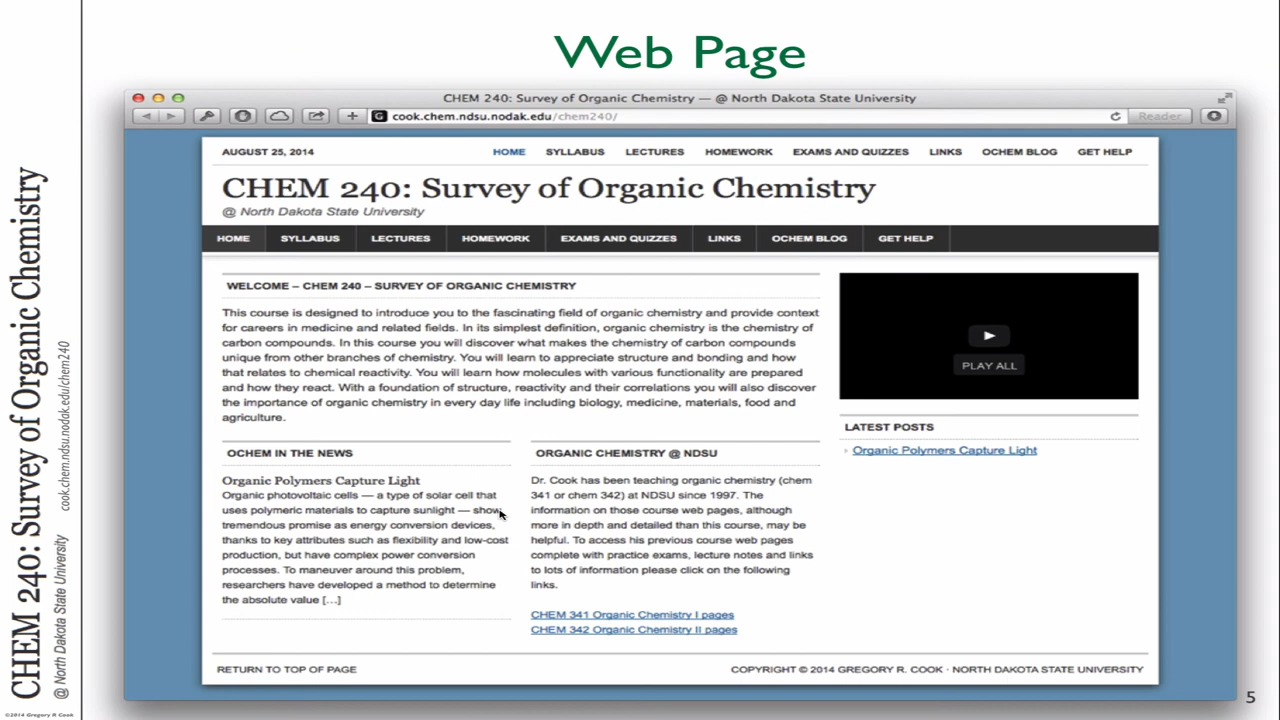 Web Page
CHEM 240: Survey of Organic Chemistry — @ North Dakota State University
cook.chem.ndsu.nodak.edu/chem240/
Reader
AUGUST 25, 2014
HOME SYLLABUS LECTURES HOMEWORK EXAMS AND QUIZZES LINKS OCHEM BLOG GET HELP
CHEM 240: Survey of Organic Chemistry
@ North Dakota State University
HOME SYLLABUS LECTURES HOMEWORK EXAMS AND QUIZZES LINKS OCHEM BLOG GET HELP
WELCOME – CHEM 240 – SURVEY OF ORGANIC CHEMISTRY
This course is designed to introduce you to the fascinating field of organic chemistry and provide context
for careers in medicine and related fields. In its simplest definition, organic chemistry is the chemistry of
carbon compounds. In this course you will discover what makes the chemistry of carbon compounds
unique from other branches of chemistry. You will learn to appreciate structure and bonding and how
that relates to chemical reactivity. You will learn how molecules with various functionality are prepared
and how they react. With a foundation of structure, reactivity and their correlations you will also discover
the importance of organic chemistry in every day life including biology, medicine, materials, food and
agriculture.
OCHEM IN THE NEWS
Organic Polymers Capture Light
Organic photovoltaic cells — a type of solar cell that
uses polymeric materials to capture sunlight — show
tremendous promise as energy conversion devices,
thanks to key attributes such as flexibility and low-cost
production, but have complex power conversion
processes. To maneuver around this problem,
researchers have developed a method to determine
the absolute value […]
ORGANIC CHEMISTRY @ NDSU
Dr. Cook has been teaching organic chemistry (chem
341 or chem 342) at NDSU since 1997. The
information on those course web pages, although
more in depth and detailed than this course, may be
helpful. To access his previous course web pages
complete with practice exams, lecture notes and links
to lots of information please click on the following
links.
CHEM 341 Organic Chemistry I pages
CHEM 342 Organic Chemistry II pages
PLAY ALL
LATEST POSTS
Organic Polymers Capture Light
RETURN TO TOP OF PAGE
COPYRIGHT © 2014 GREGORY R. COOK · NORTH DAKOTA STATE UNIVERSITY
CHEM 240: Survey of Organic Chemistry
@ North Dakota State University cook.chem.ndsu.nodak.edu/chem240
©2014 Gregory R Cook
5